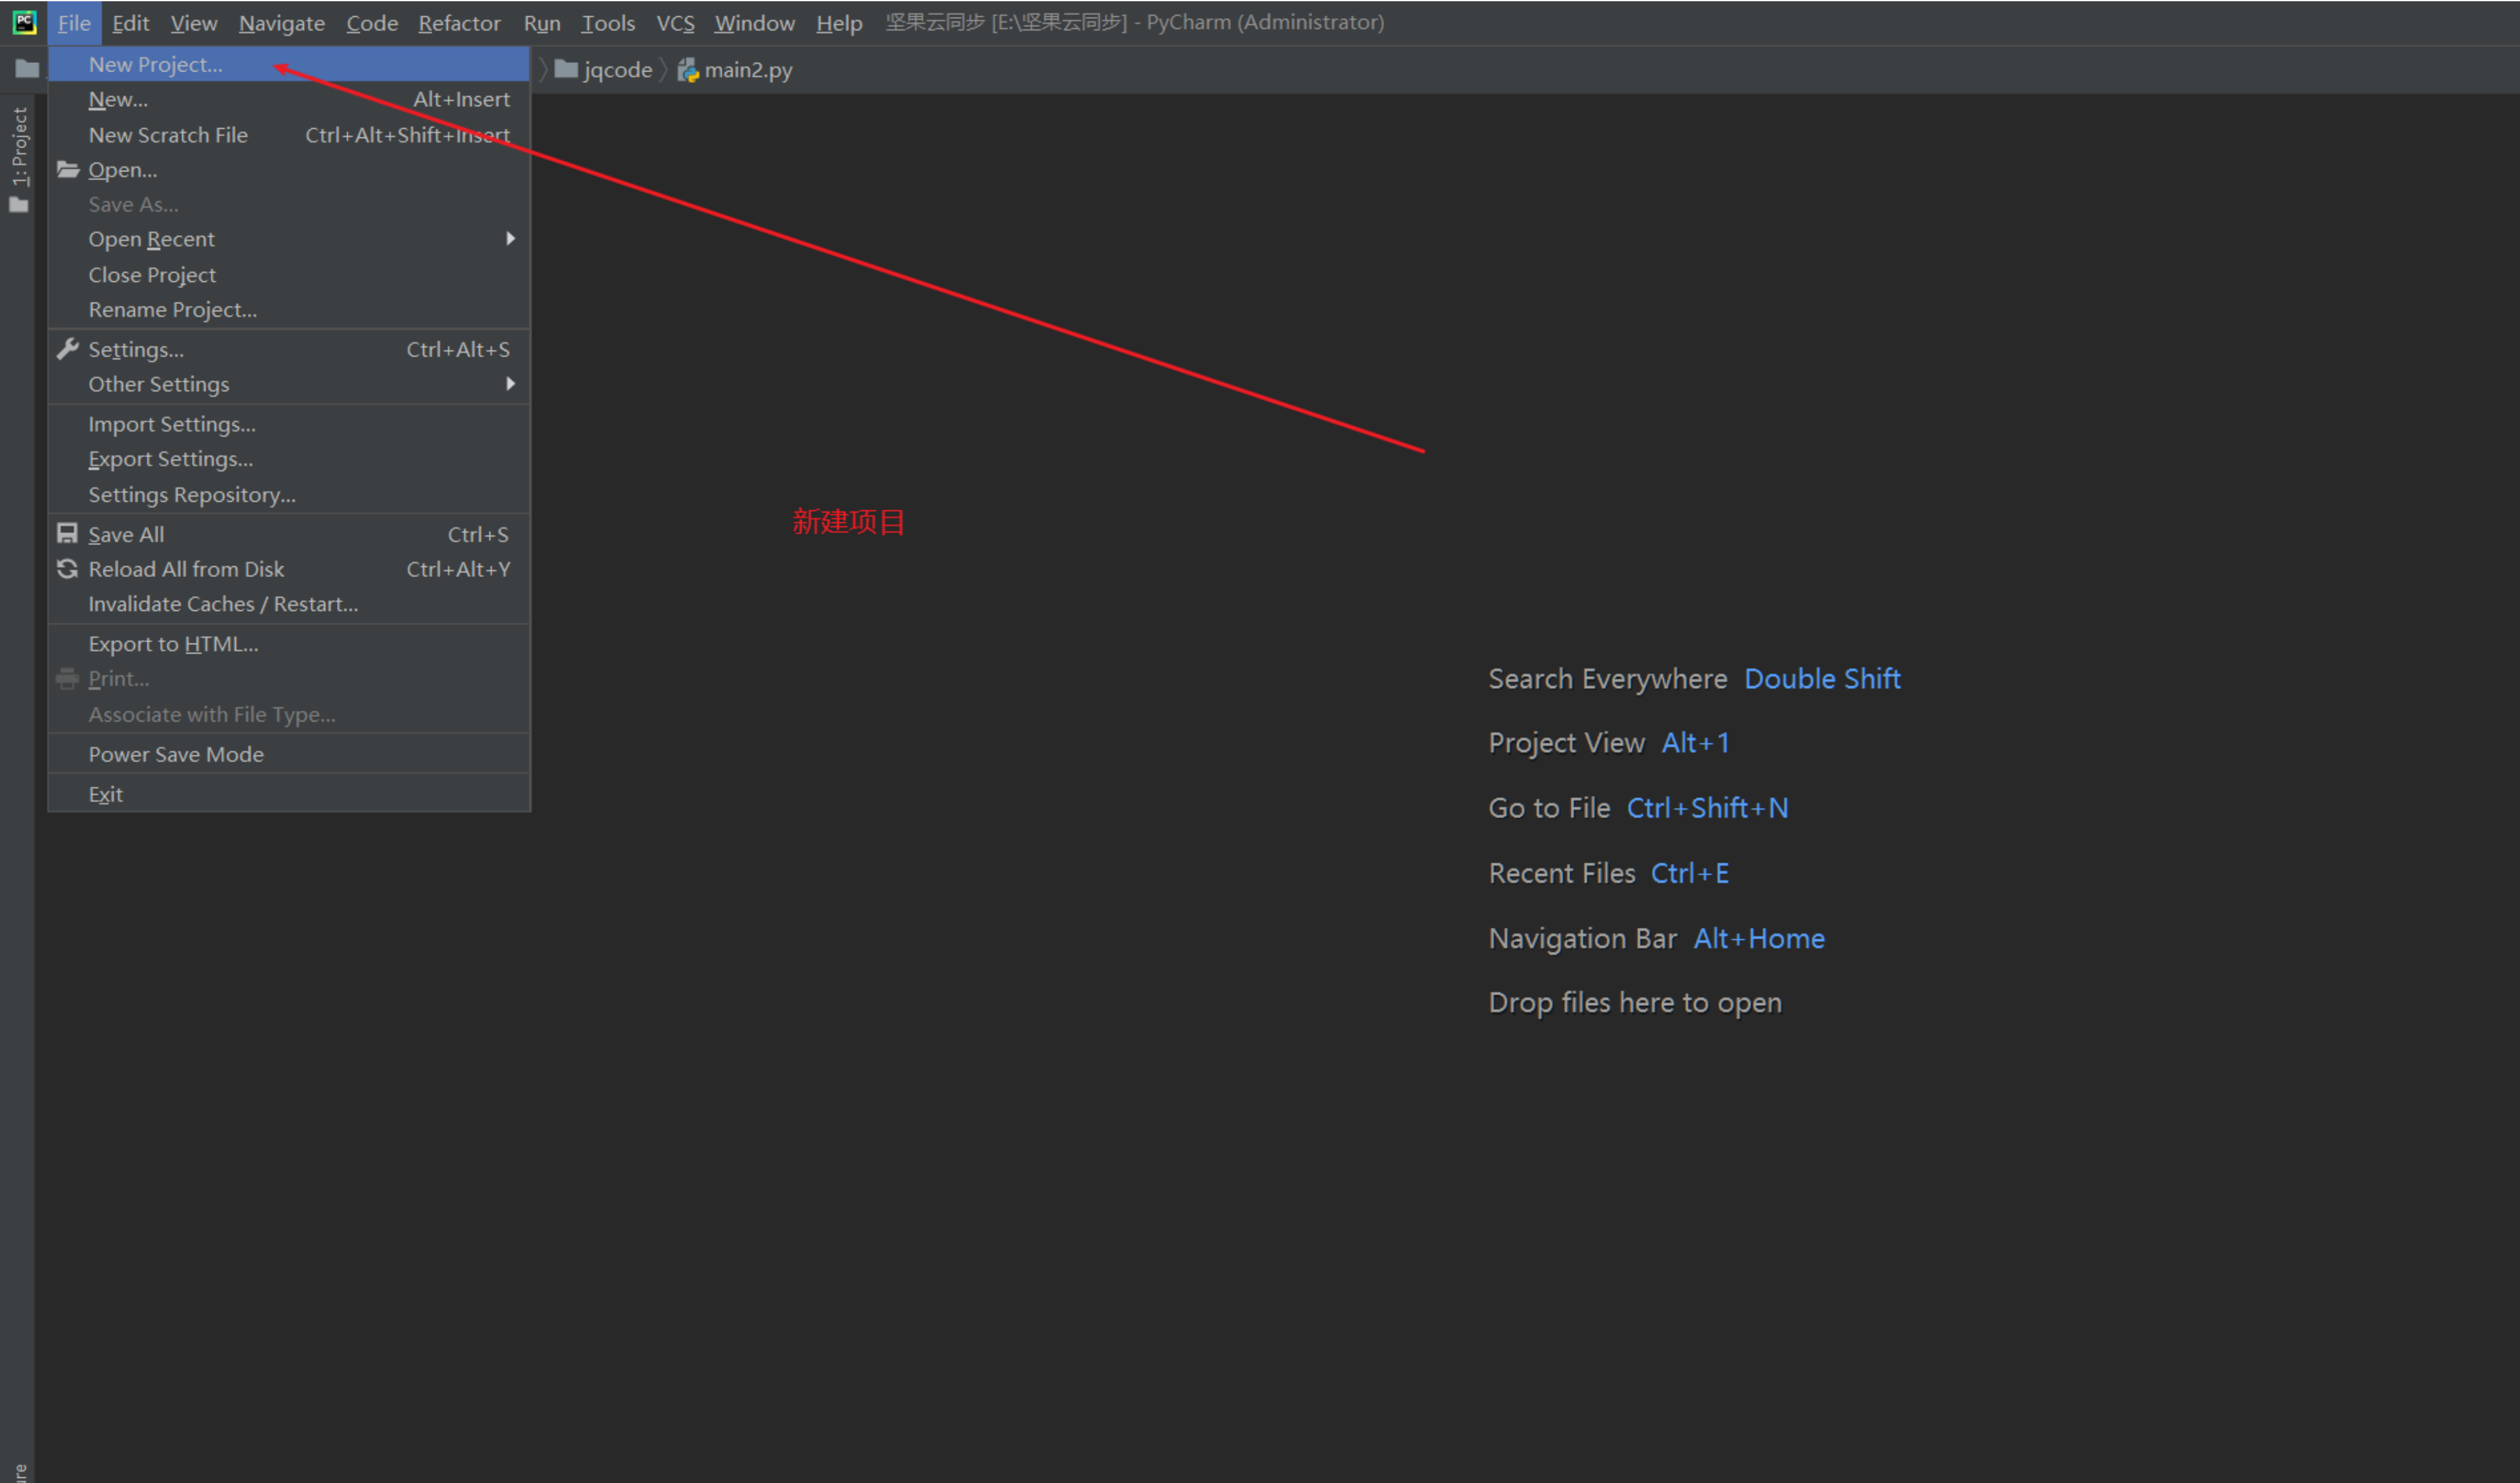 File Edit View Navigate Code Refactor Run Tools VCS Window Help 坚果云同步 [E:\坚果云同步] - PyCharm (Administrator)
jqcode main2.py
1: Project
New Project...
New... Alt+Insert
New Scratch File Ctrl+Alt+Shift+Insert
Open...
Save As...
Open Recent
Close Project
Rename Project...
Settings... Ctrl+Alt+S
Other Settings
Import Settings...
Export Settings...
Settings Repository...
Save All Ctrl+S
Reload All from Disk Ctrl+Alt+Y
Invalidate Caches / Restart...
Export to HTML...
Print...
Associate with File Type...
Power Save Mode
Exit
新建项目
Search Everywhere Double Shift
Project View Alt+1
Go to File Ctrl+Shift+N
Recent Files Ctrl+E
Navigation Bar Alt+Home
Drop files here to open